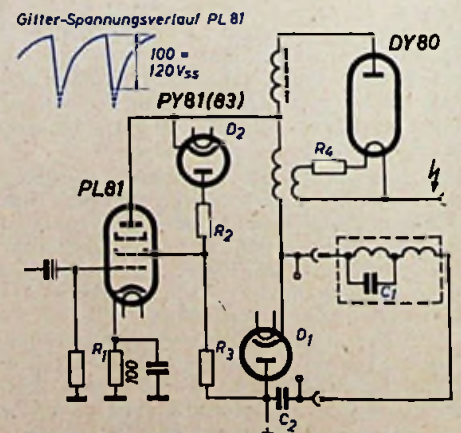 Gitter-Spannungsverlauf PL 81
100 =
120 Vss
DY80
PY81(83)
D2
R4
PL81
R2
C1
D1
R1
100
R3
C2
+